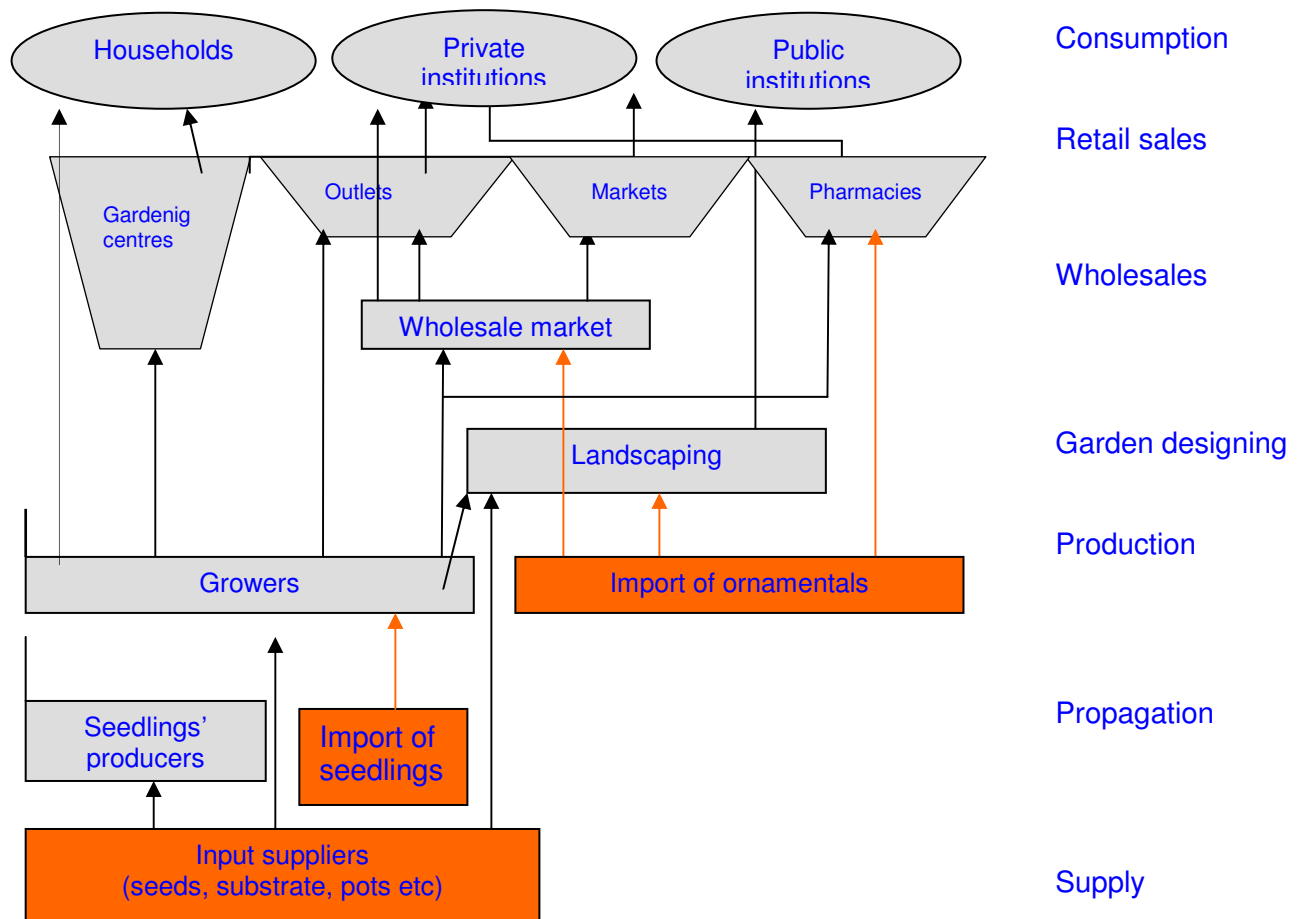 Households
Private
institutions
Public
institutions
Consumption
Retail sales
Outlets
Markets
Pharmacies
Gardenig
centres
Wholesales
Wholesale market
Landscaping
Garden designing
Production
Growers
Import of ornamentals
Seedlings’
producers
Import of
seedlings
Propagation
Input suppliers
(seeds, substrate, pots etc)
Supply